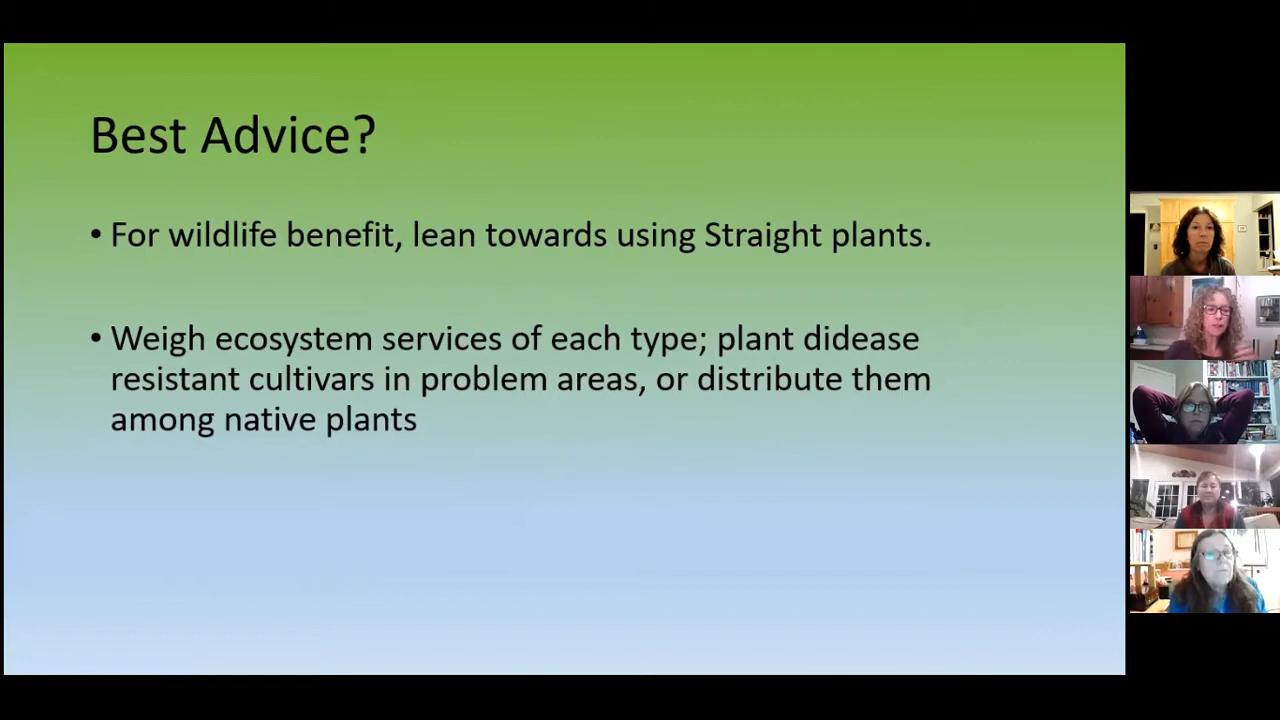 Best Advice?
• For wildlife benefit, lean towards using Straight plants.
• Weigh ecosystem services of each type; plant didease
resistant cultivars in problem areas, or distribute them
among native plants